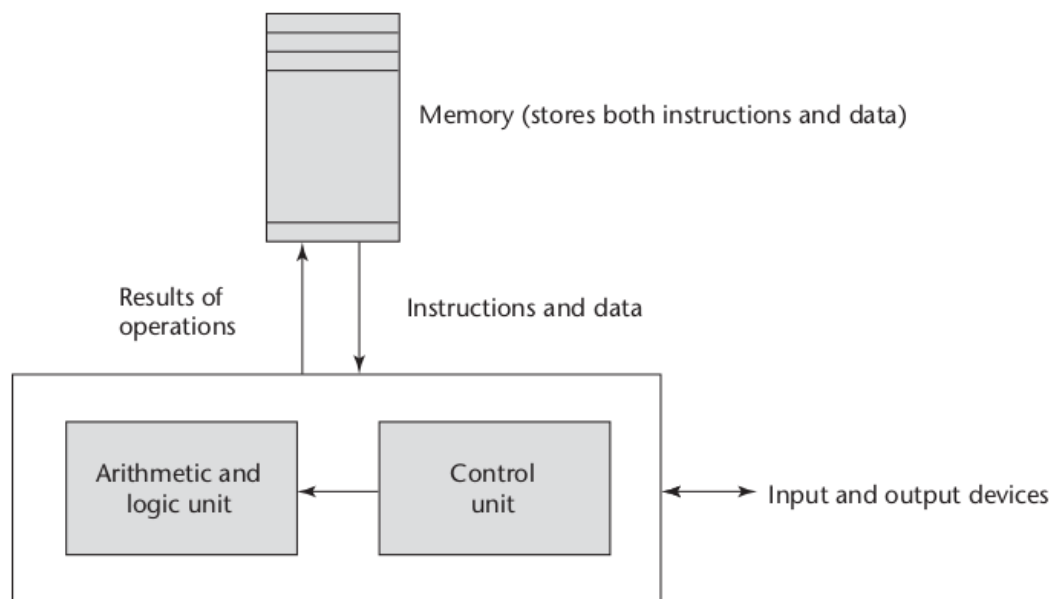 Memory (stores both instructions and data)
Results of
operations
Instructions and data
Arithmetic and
logic unit
Control
unit
Input and output devices